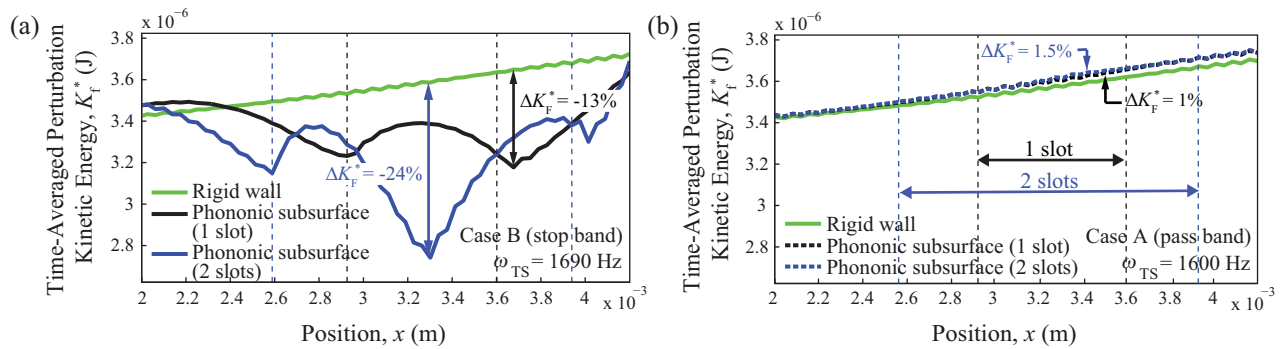 (a)
x 10⁻⁶
Time-Averaged Perturbation
Kinetic Energy, K_f^* (J)
3.8
3.6
3.4
3.2
3
2.8
ΔK_F^* = -13%
ΔK_F^* = -24%
Rigid wall
Phononic subsurface
(1 slot)
Phononic subsurface
(2 slots)
Case B (stop band)
ω_TS = 1690 Hz
2 2.2 2.4 2.6 2.8 3 3.2 3.4 3.6 3.8 4
x 10⁻³
Position, x (m)
(b)
x 10⁻⁶
Time-Averaged Perturbation
Kinetic Energy, K_f^* (J)
3.8
3.6
3.4
3.2
3
2.8
ΔK_F^* = 1.5%
ΔK_F^* = 1%
1 slot
2 slots
Rigid wall
Phononic subsurface (1 slot)
Phononic subsurface (2 slots)
Case A (pass band)
ω_TS = 1600 Hz
2 2.2 2.4 2.6 2.8 3 3.2 3.4 3.6 3.8 4
x 10⁻³
Position, x (m)